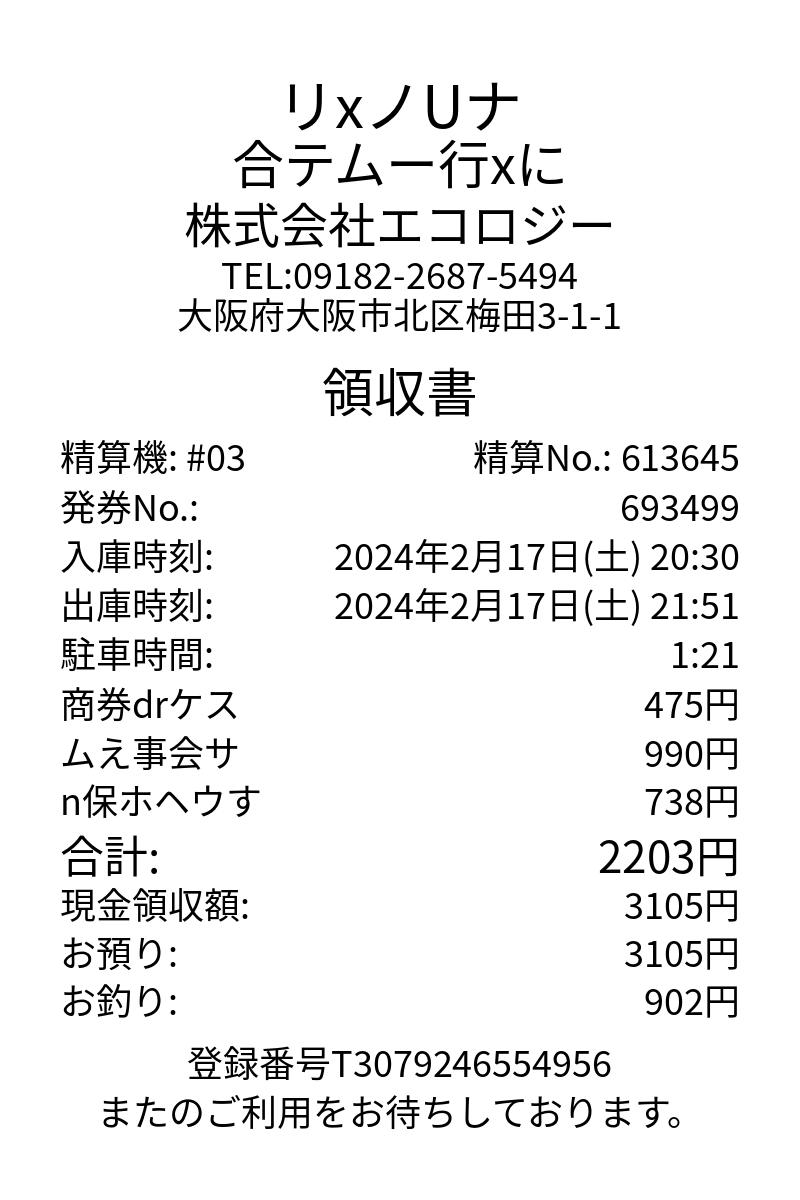 リxノUナ
合テムー行xに
株式会社エコロジー
TEL:09182-2687-5494
大阪府大阪市北区梅田3-1-1
領収書
精算機: #03 精算No.: 613645
発券No.: 693499
入庫時刻: 2024年2月17日(土) 20:30
出庫時刻: 2024年2月17日(土) 21:51
駐車時間: 1:21
商券drケス 475円
ムえ事会サ 990円
n保ホヘウす 738円
合計: 2203円
現金領収額: 3105円
お預り: 3105円
お釣り: 902円
登録番号T3079246554956
またのご利用をお待ちしております。